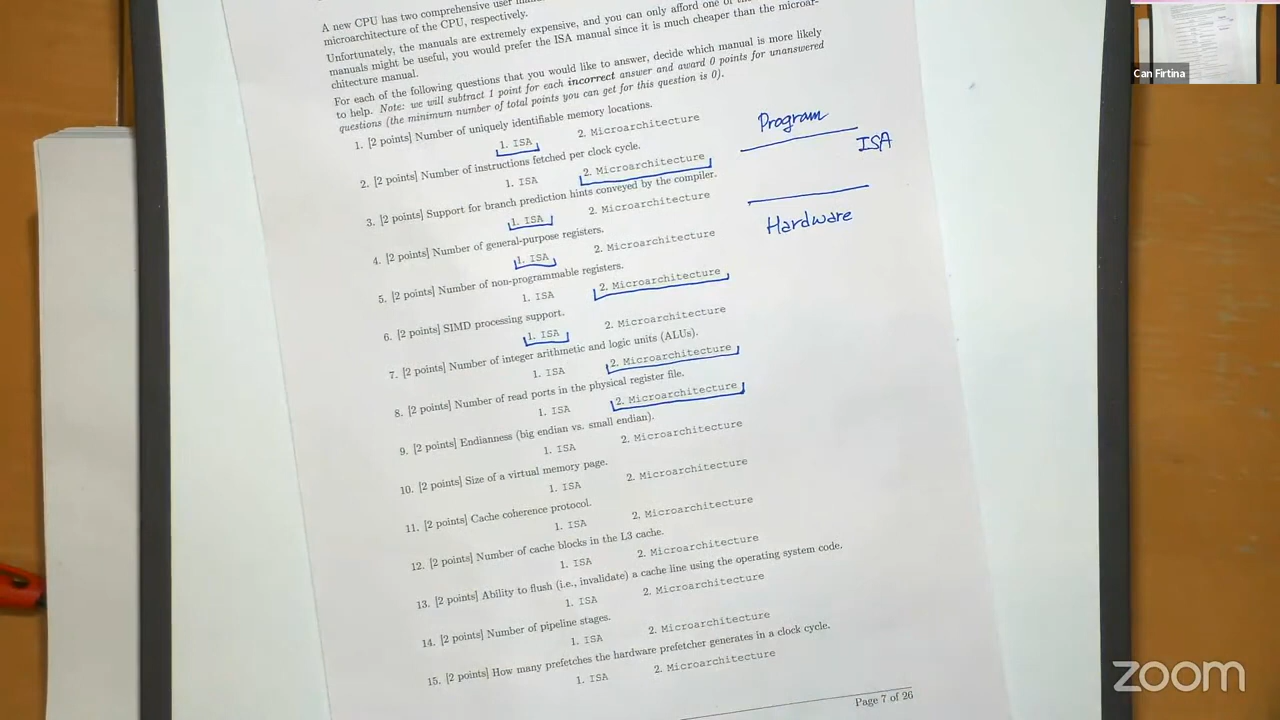 A new CPU has two comprehensive user
microarchitecture of the CPU, respectively.
Unfortunately, the manuals are extremely expensive, and you can only afford one of the
manuals might be useful, you would prefer the ISA manual since it is much cheaper than the microar-
chitecture manual.
For each of the following questions that you would like to answer, decide which manual is more likely
to help. Note: we will subtract 1 point for each incorrect answer and award 0 points for unanswered
questions (the minimum number of total points you can get for this question is 0).
1. [2 points] Number of uniquely identifiable memory locations.
1. ISA 2. Microarchitecture
2. [2 points] Number of instructions fetched per clock cycle.
1. ISA 2. Microarchitecture
3. [2 points] Support for branch prediction hints conveyed by the compiler.
1. ISA 2. Microarchitecture
4. [2 points] Number of general-purpose registers.
1. ISA 2. Microarchitecture
5. [2 points] Number of non-programmable registers.
1. ISA 2. Microarchitecture
6. [2 points] SIMD processing support.
1. ISA 2. Microarchitecture
7. [2 points] Number of integer arithmetic and logic units (ALUs).
1. ISA 2. Microarchitecture
8. [2 points] Number of read ports in the physical register file.
1. ISA 2. Microarchitecture
9. [2 points] Endianness (big endian vs. small endian).
1. ISA 2. Microarchitecture
10. [2 points] Size of a virtual memory page.
1. ISA 2. Microarchitecture
11. [2 points] Cache coherence protocol.
1. ISA 2. Microarchitecture
12. [2 points] Number of cache blocks in the L3 cache.
1. ISA 2. Microarchitecture
13. [2 points] Ability to flush (i.e., invalidate) a cache line using the operating system code.
1. ISA 2. Microarchitecture
14. [2 points] Number of pipeline stages.
1. ISA 2. Microarchitecture
15. [2 points] How many prefetches the hardware prefetcher generates in a clock cycle.
1. ISA 2. Microarchitecture
Page 7 of 26
Program
ISA
Hardware
Can Firtina
zoom